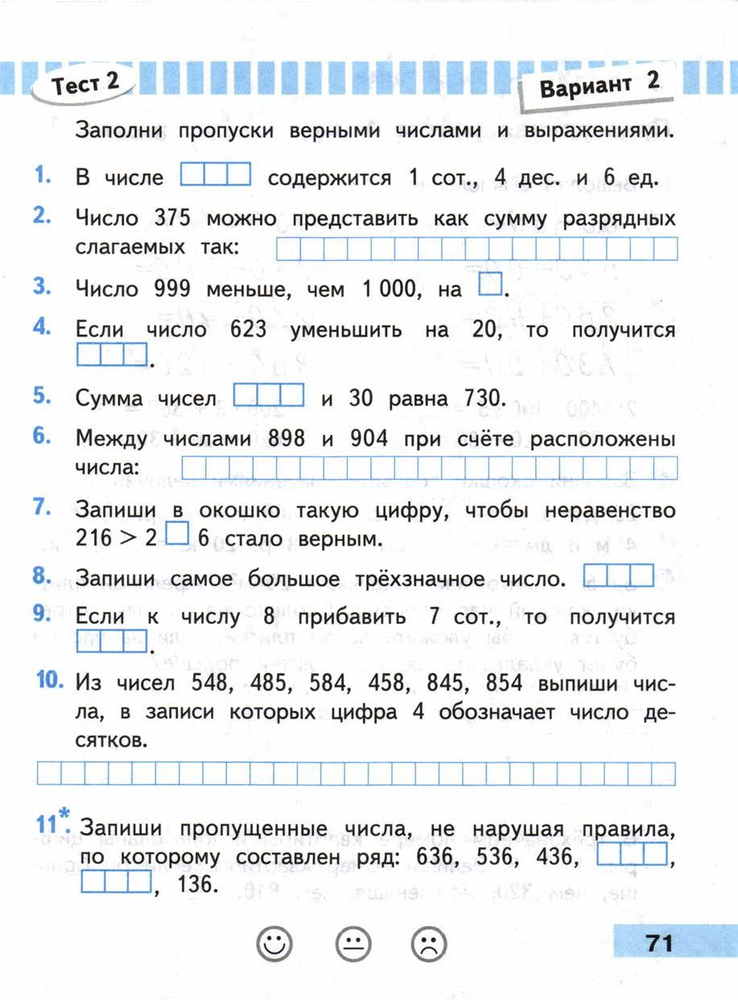 Тест 2
Вариант 2
Заполни пропуски верными числами и выражениями.
1. В числе содержится 1 сот., 4 дес. и 6 ед.
2. Число 375 можно представить как сумму разрядных
слагаемых так:
3. Число 999 меньше, чем 1 000, на .
4. Если число 623 уменьшить на 20, то получится
.
5. Сумма чисел и 30 равна 730.
6. Между числами 898 и 904 при счёте расположены
числа:
7. Запиши в окошко такую цифру, чтобы неравенство
216 > 2 6 стало верным.
8. Запиши самое большое трёхзначное число.
9. Если к числу 8 прибавить 7 сот., то получится
.
10. Из чисел 548, 485, 584, 458, 845, 854 выпиши чис-
ла, в записи которых цифра 4 обозначает число де-
сятков.
11*. Запиши пропущенные числа, не нарушая правила,
по которому составлен ряд: 636, 536, 436, ,
, 136.
71